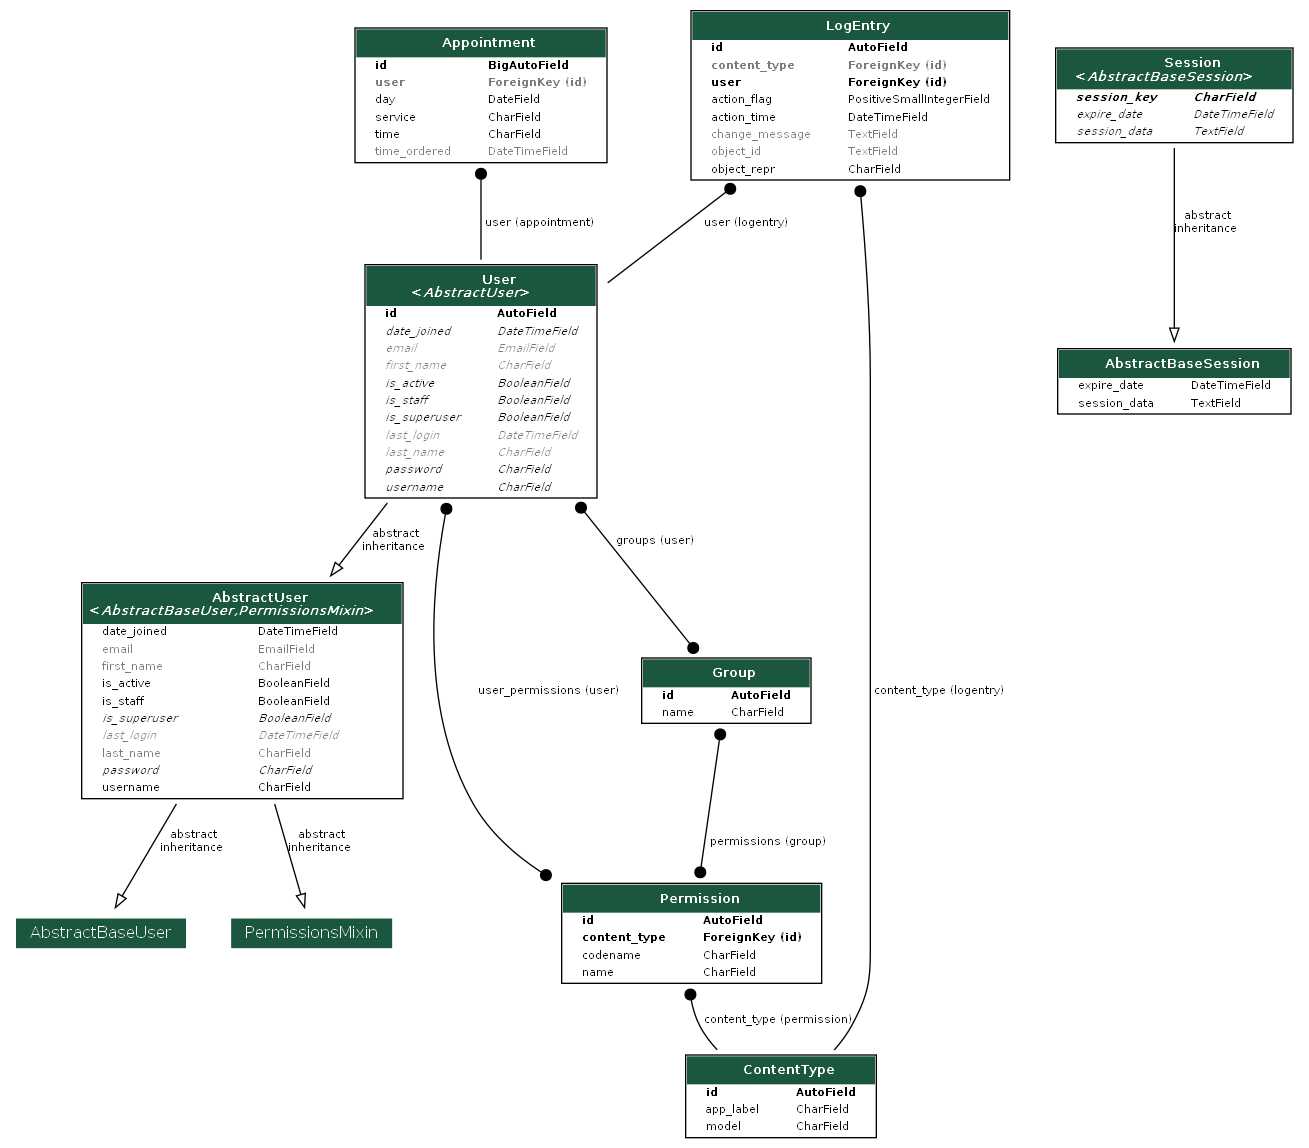 Appointment
id BigAutoField
user ForeignKey (id)
day DateField
service CharField
time CharField
time_ordered DateTimeField
LogEntry
id AutoField
content_type ForeignKey (id)
user ForeignKey (id)
action_flag PositiveSmallIntegerField
action_time DateTimeField
change_message TextField
object_id TextField
object_repr CharField
Session
<AbstractBaseSession>
session_key CharField
expire_date DateTimeField
session_data TextField
user (appointment)
user (logentry)
abstract
inheritance
User
<AbstractUser>
id AutoField
date_joined DateTimeField
email EmailField
first_name CharField
is_active BooleanField
is_staff BooleanField
is_superuser BooleanField
last_login DateTimeField
last_name CharField
password CharField
username CharField
AbstractBaseSession
expire_date DateTimeField
session_data TextField
abstract
inheritance
groups (user)
AbstractUser
<AbstractBaseUser,PermissionsMixin>
date_joined DateTimeField
email EmailField
first_name CharField
is_active BooleanField
is_staff BooleanField
is_superuser BooleanField
last_login DateTimeField
last_name CharField
password CharField
username CharField
user_permissions (user)
Group
id AutoField
name CharField
content_type (logentry)
abstract
inheritance
abstract
inheritance
permissions (group)
AbstractBaseUser
PermissionsMixin
Permission
id AutoField
content_type ForeignKey (id)
codename CharField
name CharField
content_type (permission)
ContentType
id AutoField
app_label CharField
model CharField